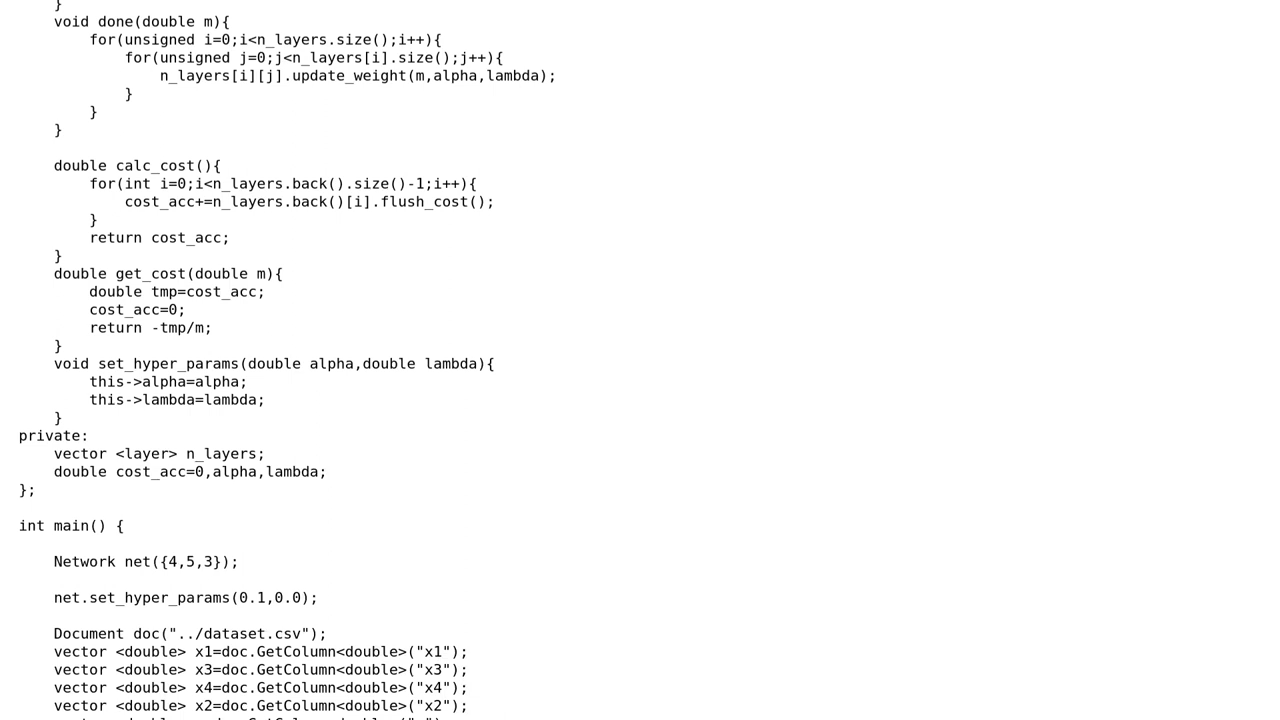 }
void done(double m){
for(unsigned i=0;i<n_layers.size();i++){
for(unsigned j=0;j<n_layers[i].size();j++){
n_layers[i][j].update_weight(m,alpha,lambda);
}
}
}
double calc_cost(){
for(int i=0;i<n_layers.back().size()-1;i++){
cost_acc+=n_layers.back()[i].flush_cost();
}
return cost_acc;
}
double get_cost(double m){
double tmp=cost_acc;
cost_acc=0;
return -tmp/m;
}
void set_hyper_params(double alpha,double lambda){
this->alpha=alpha;
this->lambda=lambda;
}
private:
vector <layer> n_layers;
double cost_acc=0,alpha,lambda;
};
int main() {
Network net({4,5,3});
net.set_hyper_params(0.1,0.0);
Document doc("../dataset.csv");
vector <double> x1=doc.GetColumn<double>("x1");
vector <double> x3=doc.GetColumn<double>("x3");
vector <double> x4=doc.GetColumn<double>("x4");
vector <double> x2=doc.GetColumn<double>("x2");